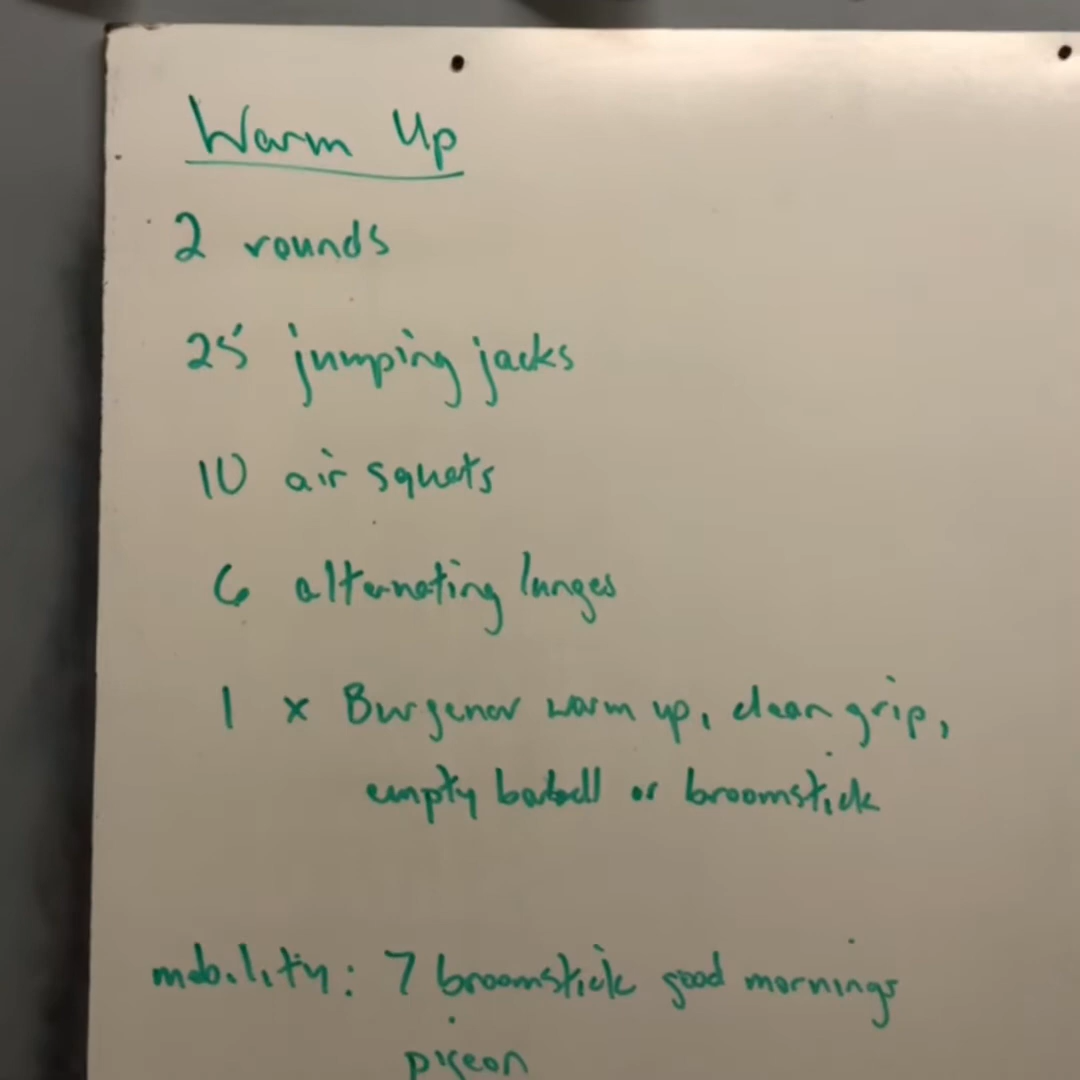 Warm Up
2 rounds
25 jumping jacks
10 air squats
6 alternating lunges
1 x Burgener warm up, clean grip,
empty barbell or broomstick
mobility: 7 broomstick good mornings
pigeon